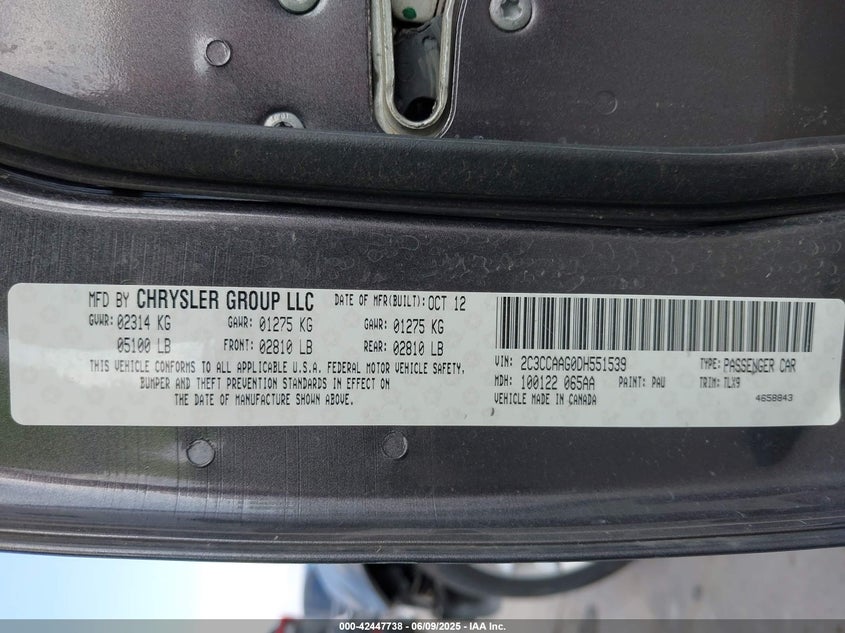 MFD BY CHRYSLER GROUP LLC DATE OF MFR(BUILT): OCT 12
GVWR: 02314 KG GAWR: 01275 KG GAWR: 01275 KG
05100 LB FRONT: 02810 LB REAR: 02810 LB
THIS VEHICLE CONFORMS TO ALL APPLICABLE U.S.A. FEDERAL MOTOR VEHICLE SAFETY,
BUMPER AND THEFT PREVENTION STANDARDS IN EFFECT ON
THE DATE OF MANUFACTURE SHOWN ABOVE.
VIN: 2C3CCAAG0DH551539 TYPE: PASSENGER CAR
MDH: 100122 065AA PAINT: PAU TRIM: TLX9
VEHICLE MADE IN CANADA 4658843
000-42447738 - 06/09/2025 - IAA Inc.